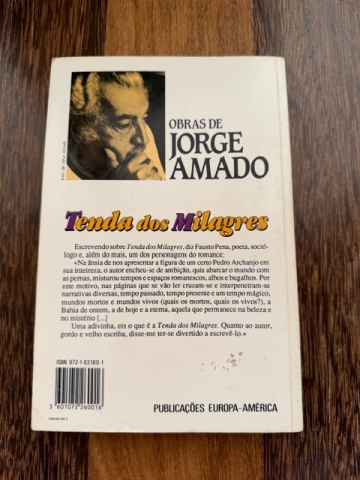 OBRAS DE
JORGE
AMADO
Tenda dos Milagres
Escrevendo sobre Tenda dos Milagres, diz Fausto Pena, poeta, soció-
logo e, além do mais, um dos personagens do romance:
«Na ânsia de nos apresentar a figura de um certo Pedro Archanjo em
sua inteireza, o autor encheu-se de ambição, quis abarcar o mundo com
as pernas, misturou tempos e espaços romanescos, alhos e bugalhos. Por
este motivo, nas páginas que se vão ler cruzam-se e interpenetram-se
narrativas diversas, tempo passado, tempo presente e um tempo mágico,
mundos mortos e mundos vivos (quais os mortos, quais os vivos?), a
Bahia de ontem, a de hoje e a eterna, aquela que permanece na beleza e
no mistério [...]
Uma adivinha, eis o que é a Tenda dos Milagres. Quanto ao autor,
gordo e velho escriba, disse-me ter-se divertido a escrevê-lo.»
ISBN 972-1-02160-1
5 601072 260016
PUBLICAÇÕES EUROPA-AMÉRICA